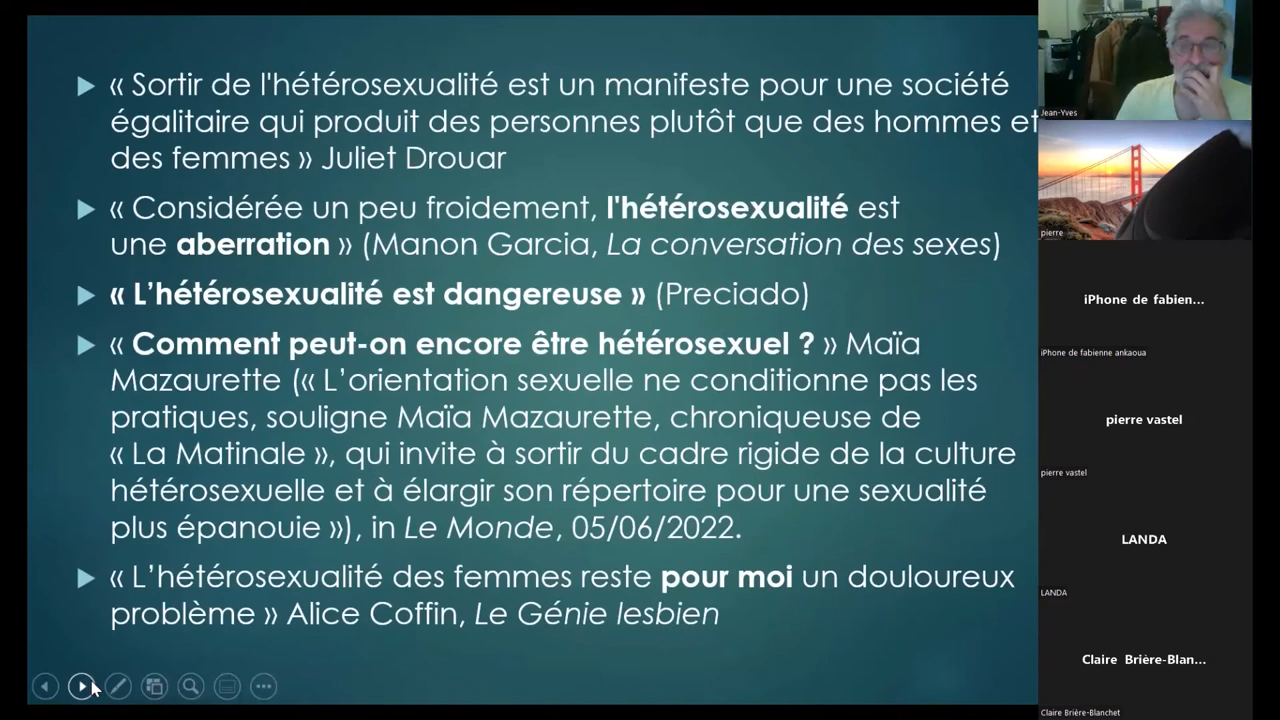 « Sortir de l'hétérosexualité est un manifeste pour une société
égalitaire qui produit des personnes plutôt que des hommes et
des femmes » Juliet Drouar
« Considérée un peu froidement, l'hétérosexualité est
une aberration » (Manon Garcia, La conversation des sexes)
« L’hétérosexualité est dangereuse » (Preciado)
« Comment peut-on encore être hétérosexuel ? » Maïa
Mazaurette (« L’orientation sexuelle ne conditionne pas les
pratiques, souligne Maïa Mazaurette, chroniqueuse de
« La Matinale », qui invite à sortir du cadre rigide de la culture
hétérosexuelle et à élargir son répertoire pour une sexualité
plus épanouie »), in Le Monde, 05/06/2022.
« L’hétérosexualité des femmes reste pour moi un douloureux
problème » Alice Coffin, Le Génie lesbien
Jean-Yves
pierre
iPhone de fabien...
iPhone de fabienne ankaoua
pierre vastel
pierre vastel
LANDA
LANDA
Claire Brière-Blan...
Claire Brière-Blanchet